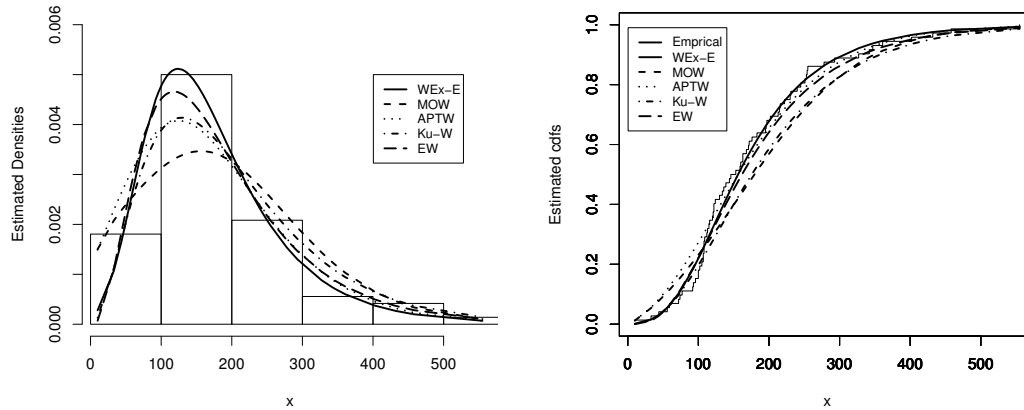 0.006
0.004
0.002
0.000
Estimated Densities
WEx−E
MOW
APTW
Ku−W
EW
0 100 200 300 400 500
x
1.0
0.8
0.6
0.4
0.2
0.0
Estimated cdfs
Emprical
WEx−E
MOW
APTW
Ku−W
EW
0 100 200 300 400 500
x